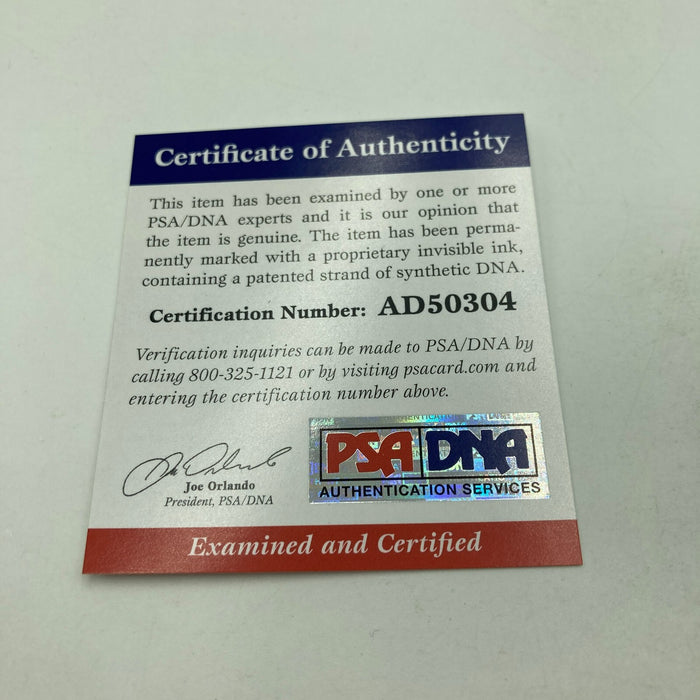 Certificate of Authenticity
This item has been examined by one or more
PSA/DNA experts and it is our opinion that
the item is genuine. The item has been perma-
nently marked with a proprietary invisible ink,
containing a patented strand of synthetic DNA.
Certification Number: AD50304
Verification inquiries can be made to PSA/DNA by
calling 800-325-1121 or by visiting psacard.com and
entering the certification number above.
Joe Orlando
President, PSA/DNA
PSA DNA
AUTHENTICATION SERVICES
Examined and Certified